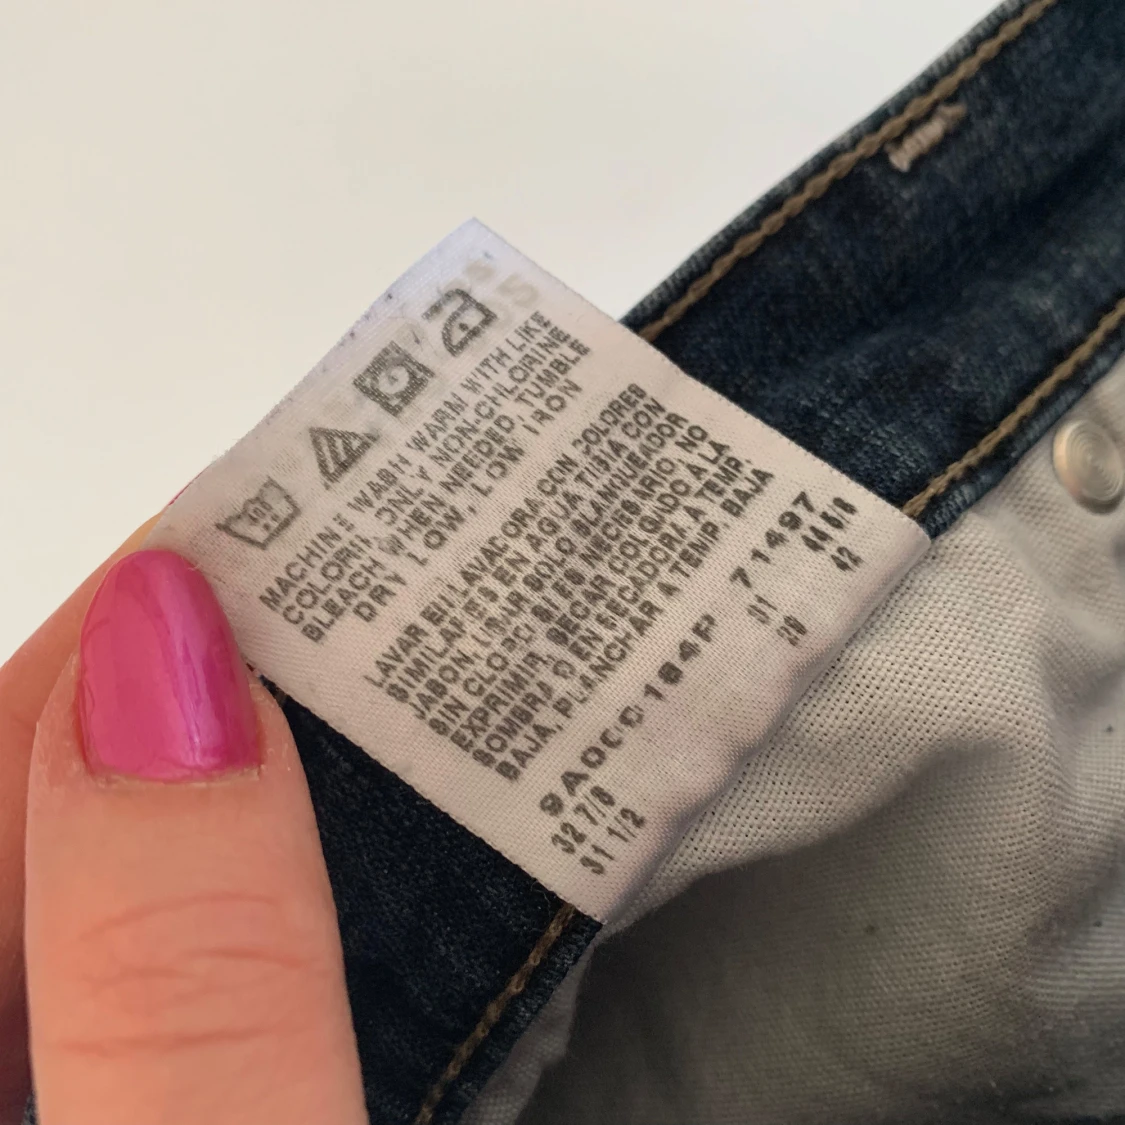 MACHINE WASH WARM WITH LIKE
COLORS, ONLY NON-CHLORINE
BLEACH WHEN NEEDED, TUMBLE
DRY LOW, LOW IRON
LAVAR EN LAVADORA CON COLORES
SIMILARES EN AGUA TIBIA CON
JABON, USAR SOLO BLANQUEADOR
SIN CLORO SI ES NECESARIO, NO
EXPRIMIR, SECAR COLGADO A LA
SOMBRA O EN SECADORA A TEMP.
BAJA, PLANCHAR A TEMP. BAJA
71497
32 7/8
31 1/2 42